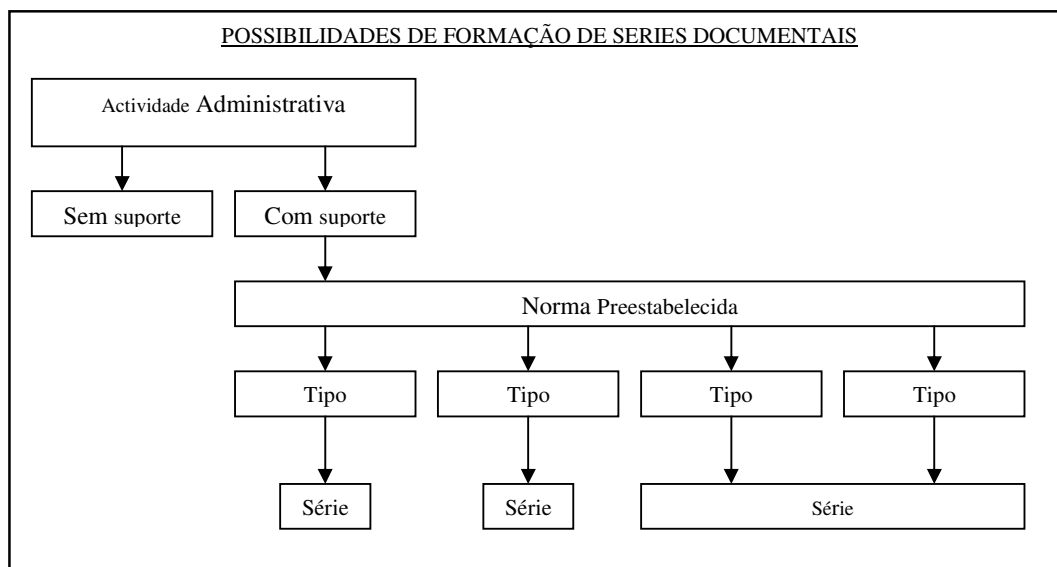 POSSIBILIDADES DE FORMAÇÃO DE SERIES DOCUMENTAIS
Actividade Administrativa
Sem suporte
Com suporte
Norma Preestabelecida
Tipo
Tipo
Tipo
Tipo
Série
Série
Série